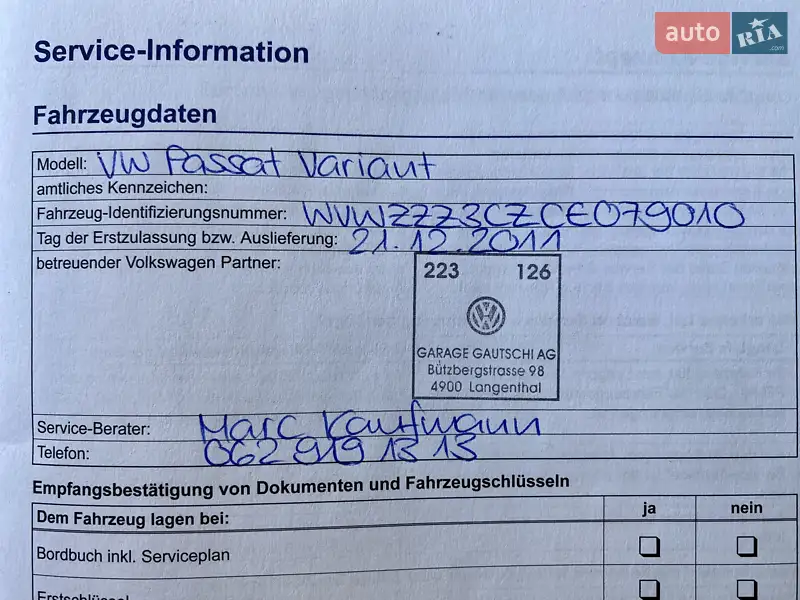 auto RIA .com
Service-Information
Fahrzeugdaten
Modell: VW Passat Variant
amtliches Kennzeichen:
Fahrzeug-Identifizierungsnummer: WVWZZZ3CZCE079010
Tag der Erstzulassung bzw. Auslieferung: 21.12.2011
betreuender Volkswagen Partner:
223 126
GARAGE GAUTSCHI AG
Bützbergstrasse 98
4900 Langenthal
Service-Berater: Marc Kaufmann
Telefon: 062 919 13 13
Empfangsbestätigung von Dokumenten und Fahrzeugschlüsseln
Dem Fahrzeug lagen bei: ja nein
Bordbuch inkl. Serviceplan
Erstschlüssel